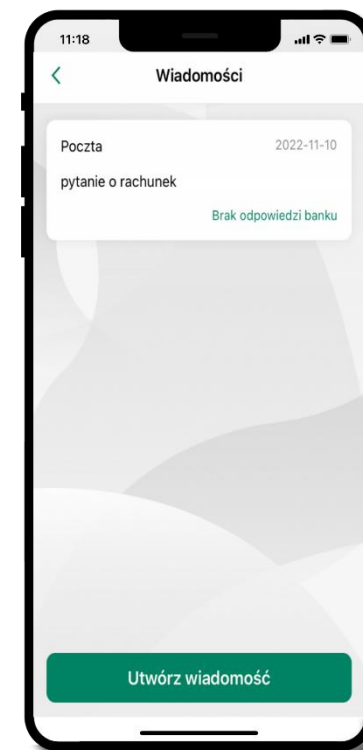 11:18
Wiadomości
Poczta 2022-11-10
pytanie o rachunek
Brak odpowiedzi banku
Utwórz wiadomość